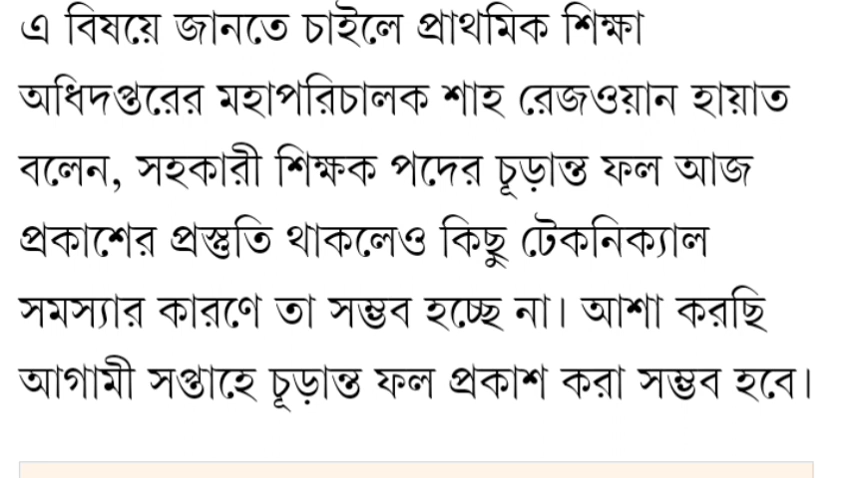 এ বিষয়ে জানতে চাইলে প্রাথমিক শিক্ষা
অধিদপ্তরের মহাপরিচালক শাহ রেজওয়ান হায়াত
বলেন, সহকারী শিক্ষক পদের চূড়ান্ত ফল আজ
প্রকাশের প্রস্তুতি থাকলেও কিছু টেকনিক্যাল
সমস্যার কারণে তা সম্ভব হচ্ছে না। আশা করছি
আগামী সপ্তাহে চূড়ান্ত ফল প্রকাশ করা সম্ভব হবে।